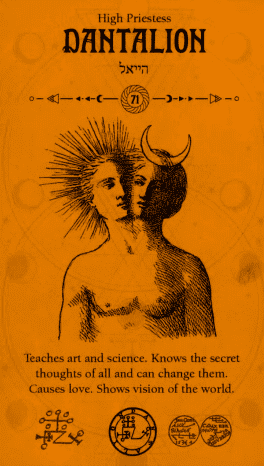 High Priestess
DANTALION
הייאל
71
Teaches art and science. Knows the secret
thoughts of all and can change them.
Causes love. Shows vision of the world.